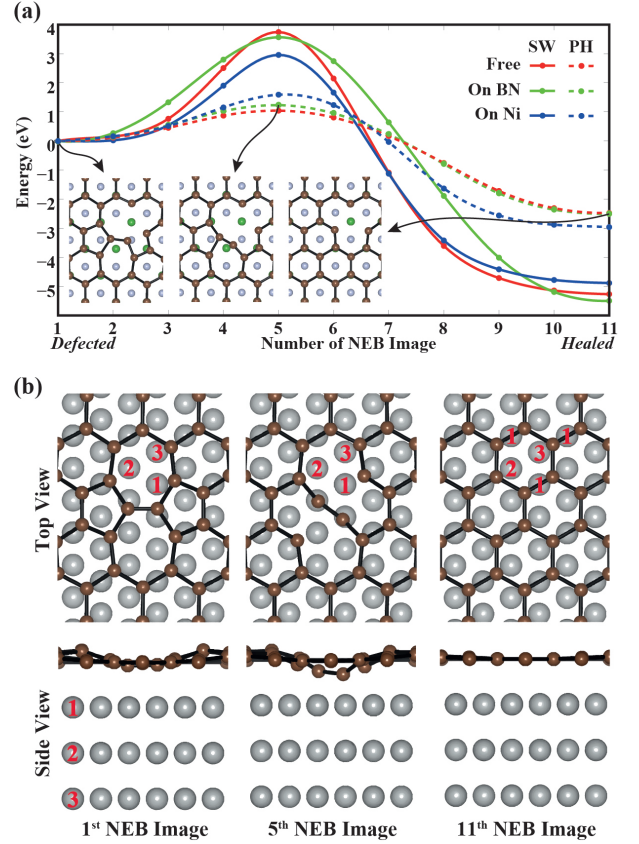 (a)
4
3
2
1
0
−1
−2
−3
−4
−5
Energy (eV)
SW PH
Free
On BN
On Ni
1 2 3 4 5 6 7 8 9 10 11
Defected Number of NEB Image Healed
(b)
Top View
2 3 1
2 3 1
1 1 2 3 1
Side View
1
2
3
1st NEB Image 5th NEB Image 11th NEB Image